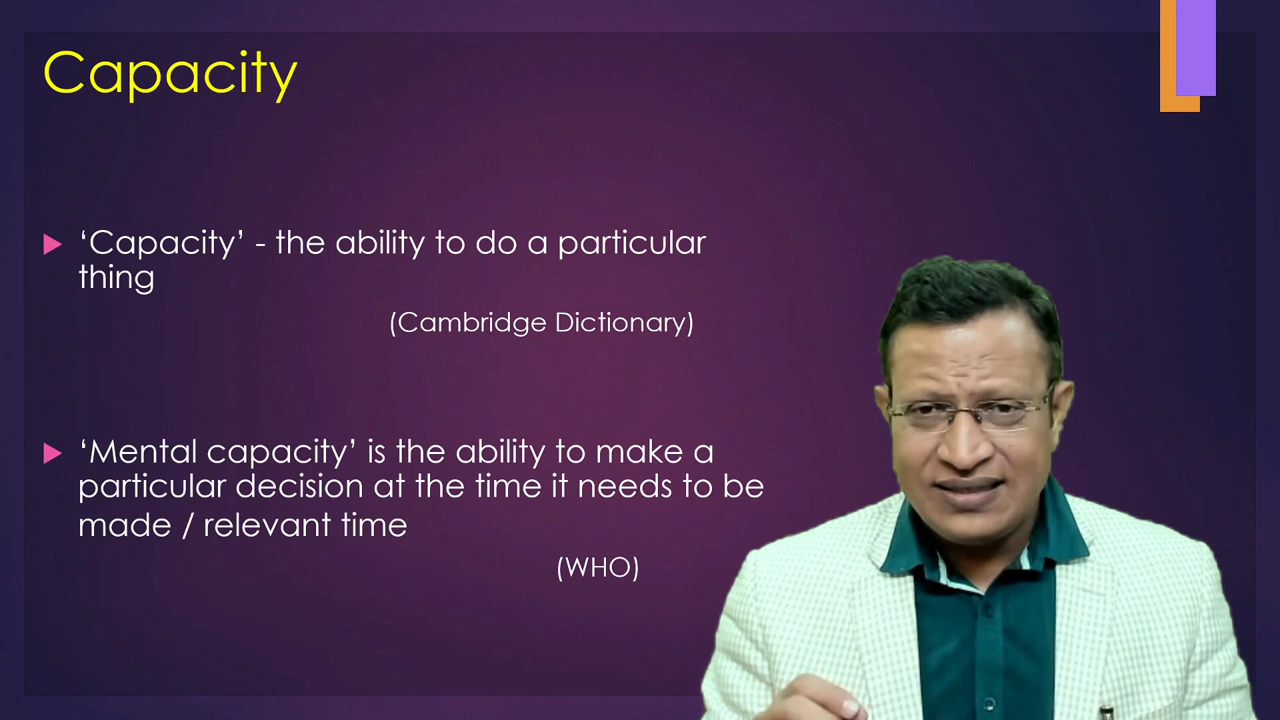 Capacity
‘Capacity’ - the ability to do a particular
thing
(Cambridge Dictionary)
‘Mental capacity’ is the ability to make a
particular decision at the time it needs to be
made / relevant time
(WHO)